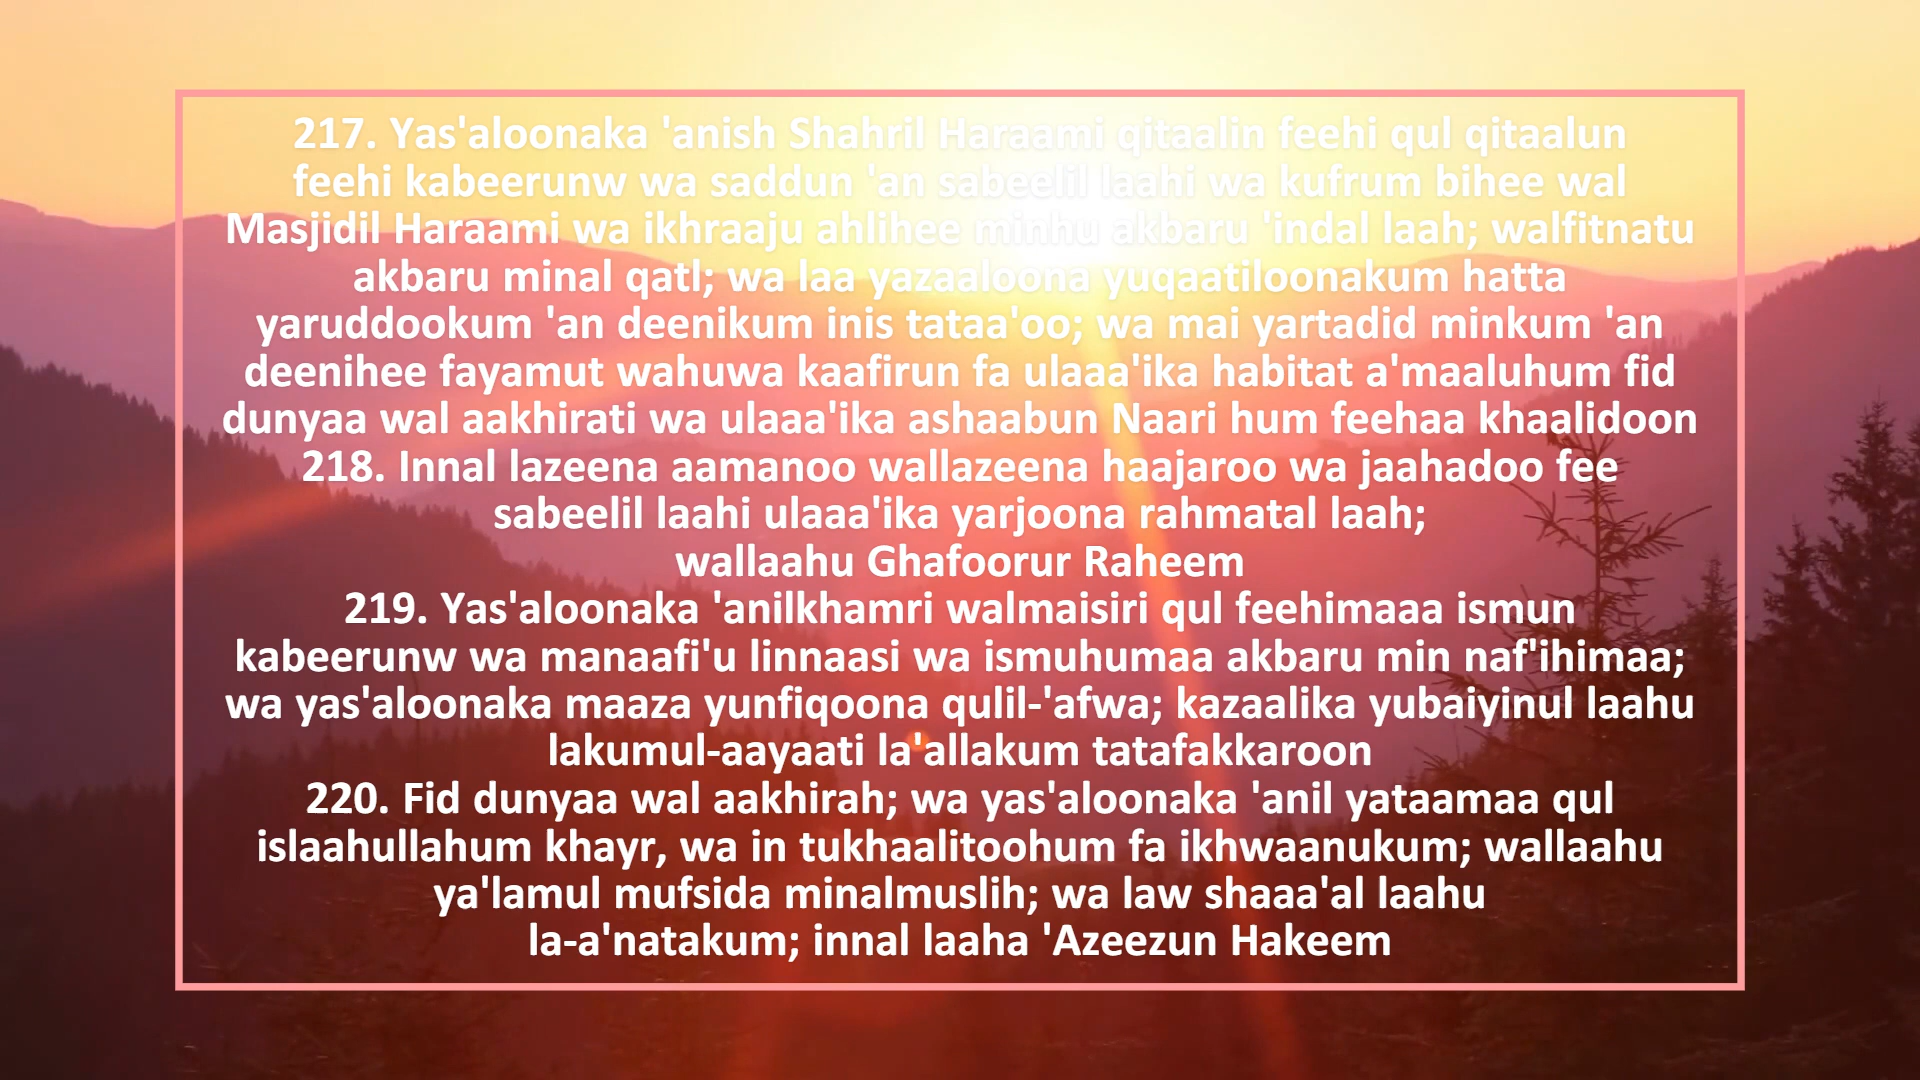 217. Yas'aloonaka 'anish Shahril Haraami qitaalin feehi qul qitaalun
feehi kabeerunw wa saddun 'an sabeelil laahi wa kufrum bihee wal
Masjidil Haraami wa ikhraaju ahlihee minhu akbaru 'indal laah; walfitnatu
akbaru minal qatl; wa laa yazaaloona yuqaatiloonakum hatta
yaruddookum 'an deenikum inis tataa'oo; wa mai yartadid minkum 'an
deenihee fayamut wahuwa kaafirun fa ulaaa'ika habitat a'maaluhum fid
dunyaa wal aakhirati wa ulaaa'ika ashaabun Naari hum feehaa khaalidoon
218. Innal lazeena aamanoo wallazeena haajaroo wa jaahadoo fee
sabeelil laahi ulaaa'ika yarjoona rahmatal laah;
wallaahu Ghafoorur Raheem
219. Yas'aloonaka 'anilkhamri walmaisiri qul feehimaaa ismun
kabeerunw wa manaafi'u linnaasi wa ismuhumaa akbaru min naf'ihimaa;
wa yas'aloonaka maaza yunfiqoona qulil-'afwa; kazaalika yubaiyinul laahu
lakumul-aayaati la'allakum tatafakkaroon
220. Fid dunyaa wal aakhirah; wa yas'aloonaka 'anil yataamaa qul
islaahullahum khayr, wa in tukhaalitoohum fa ikhwaanukum; wallaahu
ya'lamul mufsida minalmuslih; wa law shaaa'al laahu
la-a'natakum; innal laaha 'Azeezun Hakeem